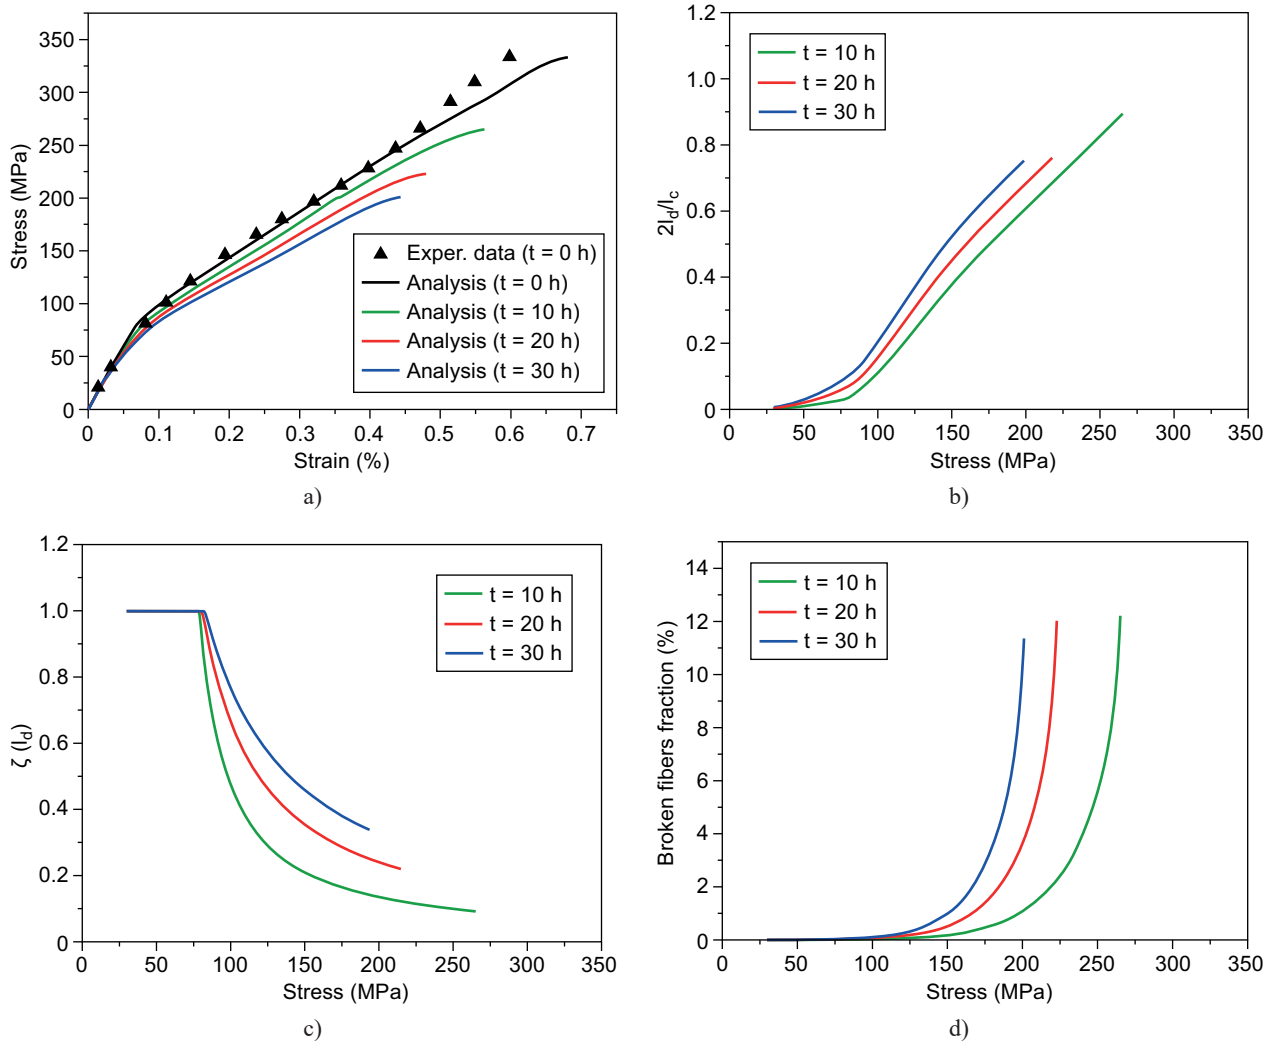 350
300
250
200
150
100
50
0
Stress (MPa)
Exper. data (t = 0 h)
Analysis (t = 0 h)
Analysis (t = 10 h)
Analysis (t = 20 h)
Analysis (t = 30 h)
0 0.1 0.2 0.3 0.4 0.5 0.6 0.7
Strain (%)
a)
1.2
1.0
0.8
0.6
0.4
0.2
0
2l_d/l_c
t = 10 h
t = 20 h
t = 30 h
0 50 100 150 200 250 300 350
Stress (MPa)
b)
1.2
1.0
0.8
0.6
0.4
0.2
0
ζ (l_d)
t = 10 h
t = 20 h
t = 30 h
0 50 100 150 200 250 300 350
Stress (MPa)
c)
14
12
10
8
6
4
2
0
Broken fibers fraction (%)
t = 10 h
t = 20 h
t = 30 h
0 50 100 150 200 250 300 350
Stress (MPa)
d)